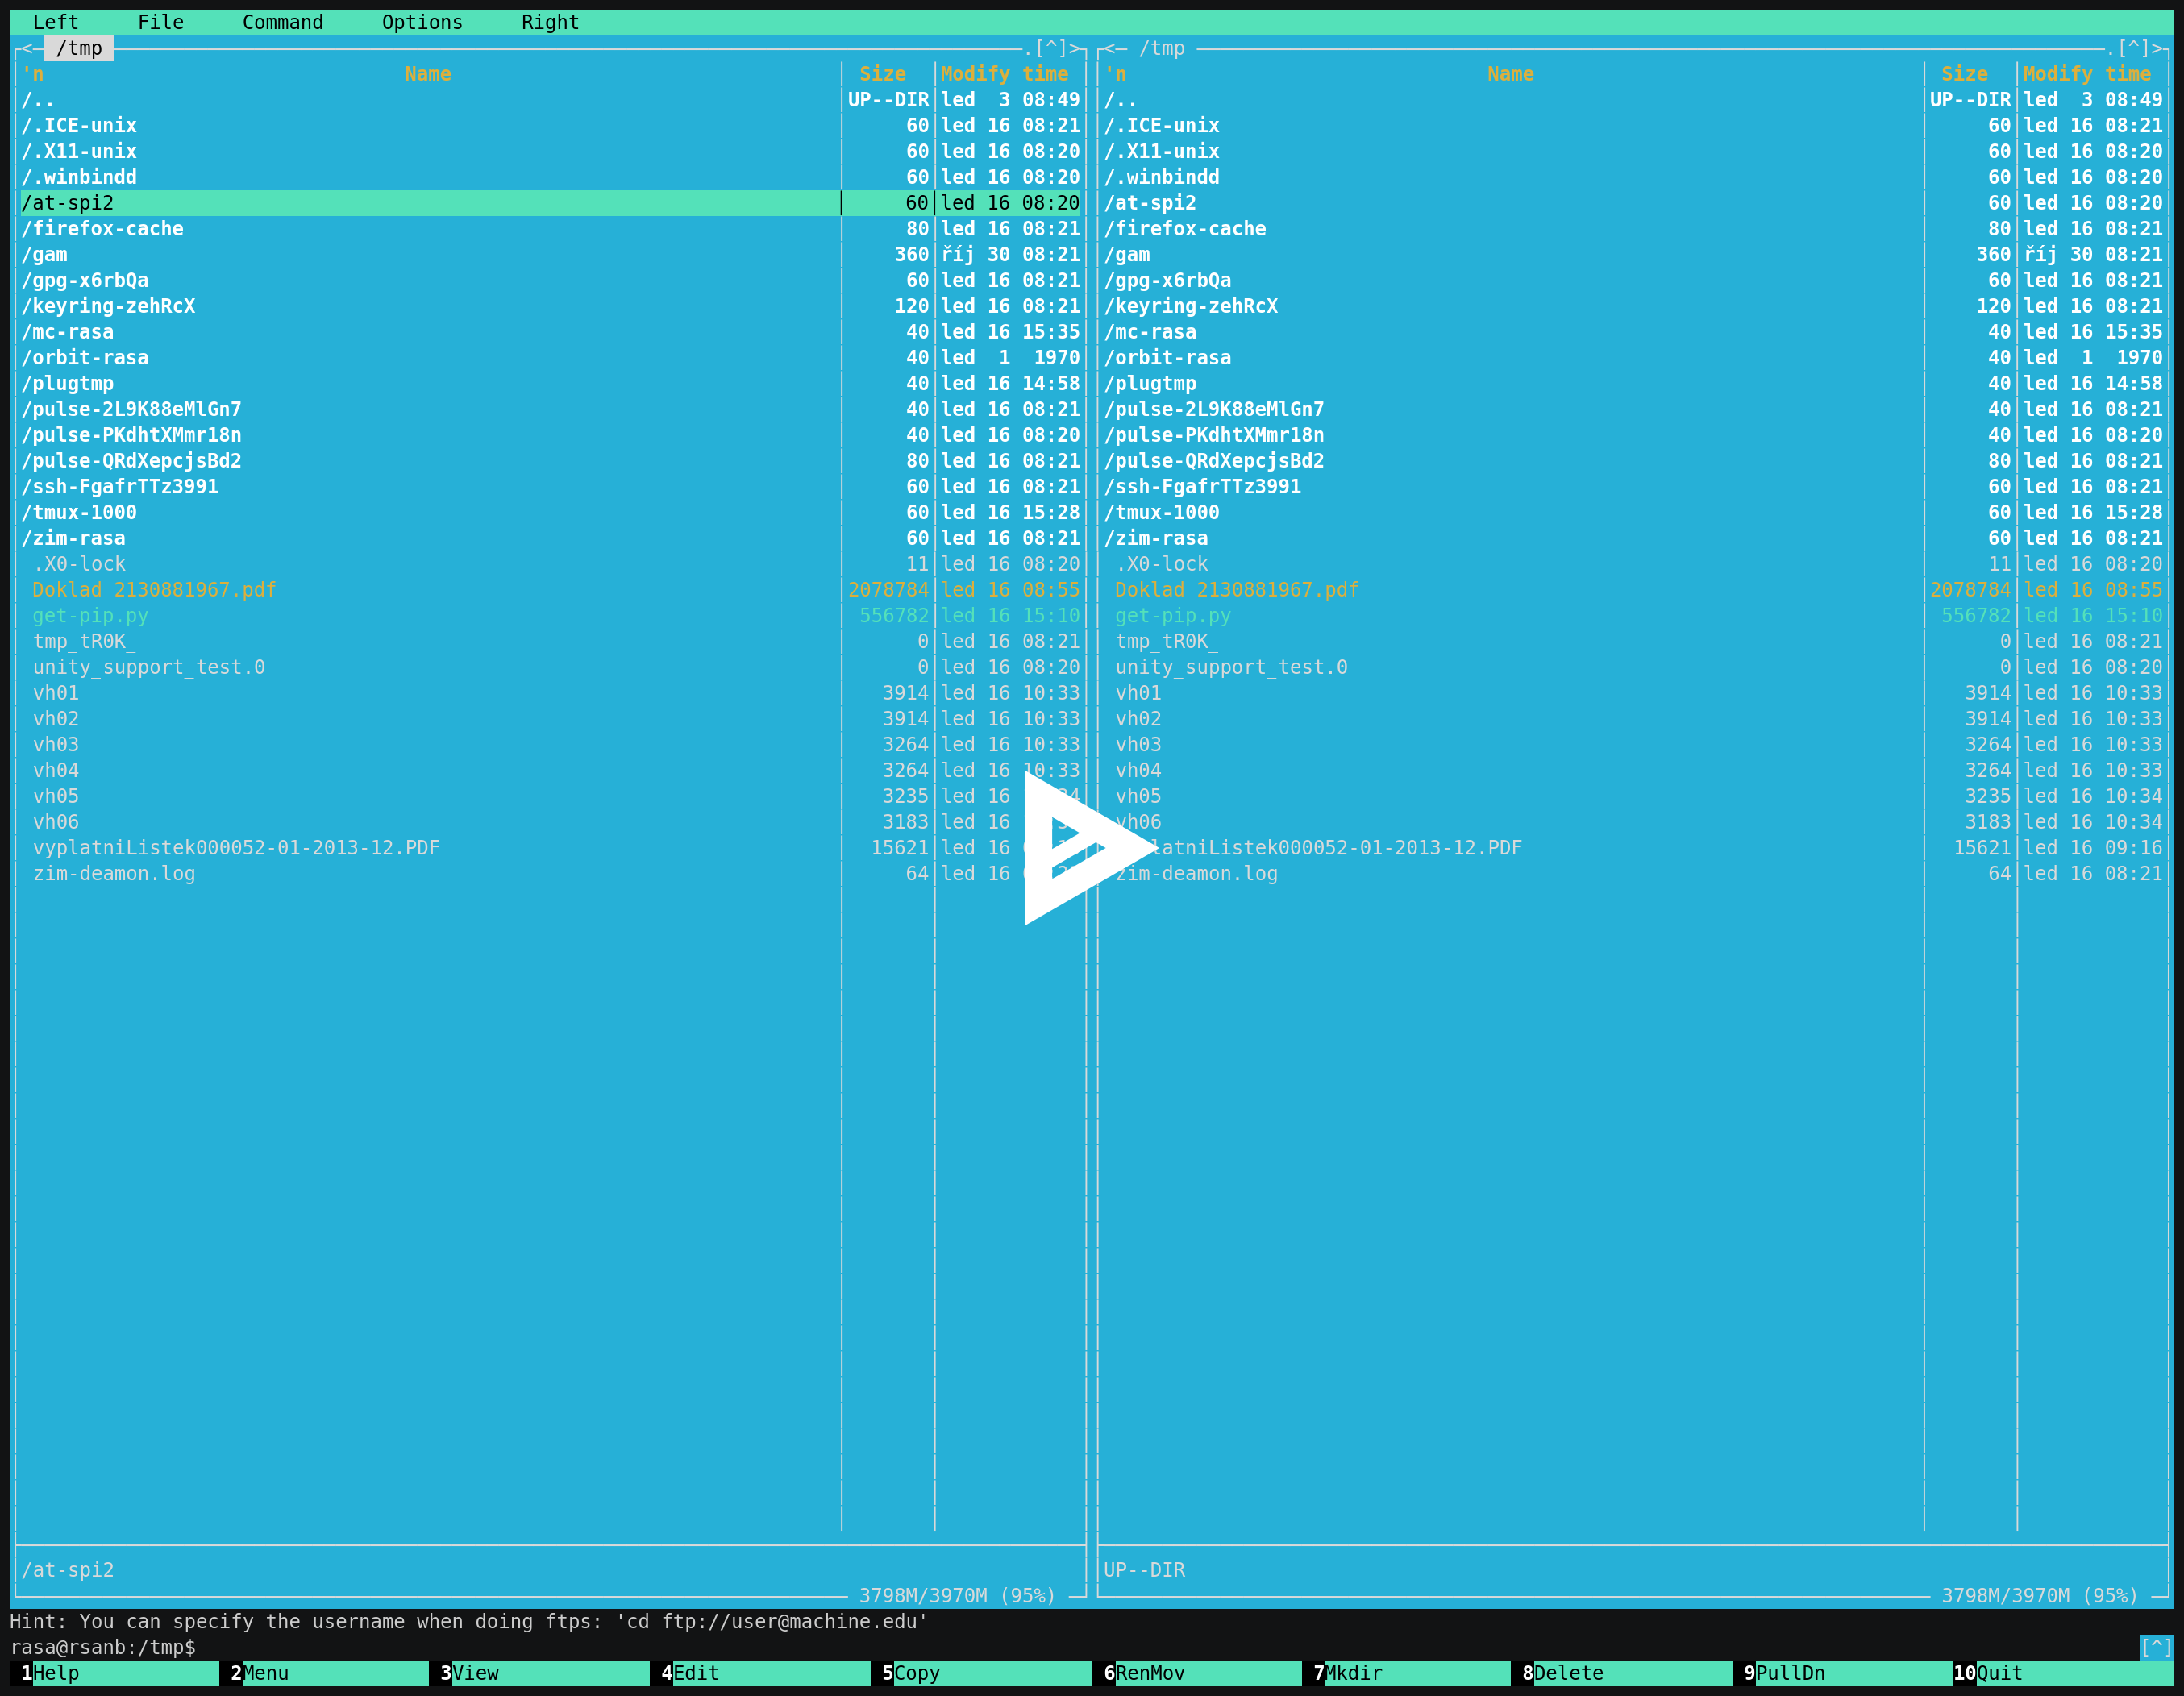 Left File Command Options Right
<─ /tmp .[^]> <─ /tmp .[^]>
'n Name Size Modify time 'n Name Size Modify time
/.. UP--DIR led 3 08:49 /.. UP--DIR led 3 08:49
/.ICE-unix 60 led 16 08:21 /.ICE-unix 60 led 16 08:21
/.X11-unix 60 led 16 08:20 /.X11-unix 60 led 16 08:20
/.winbindd 60 led 16 08:20 /.winbindd 60 led 16 08:20
/at-spi2 60 led 16 08:20 /at-spi2 60 led 16 08:20
/firefox-cache 80 led 16 08:21 /firefox-cache 80 led 16 08:21
/gam 360 říj 30 08:21 /gam 360 říj 30 08:21
/gpg-x6rbQa 60 led 16 08:21 /gpg-x6rbQa 60 led 16 08:21
/keyring-zehRcX 120 led 16 08:21 /keyring-zehRcX 120 led 16 08:21
/mc-rasa 40 led 16 15:35 /mc-rasa 40 led 16 15:35
/orbit-rasa 40 led 1 1970 /orbit-rasa 40 led 1 1970
/plugtmp 40 led 16 14:58 /plugtmp 40 led 16 14:58
/pulse-2L9K88eMlGn7 40 led 16 08:21 /pulse-2L9K88eMlGn7 40 led 16 08:21
/pulse-PKdhtXMmr18n 40 led 16 08:20 /pulse-PKdhtXMmr18n 40 led 16 08:20
/pulse-QRdXepcjsBd2 80 led 16 08:21 /pulse-QRdXepcjsBd2 80 led 16 08:21
/ssh-FgafrTTz3991 60 led 16 08:21 /ssh-FgafrTTz3991 60 led 16 08:21
/tmux-1000 60 led 16 15:28 /tmux-1000 60 led 16 15:28
/zim-rasa 60 led 16 08:21 /zim-rasa 60 led 16 08:21
.X0-lock 11 led 16 08:20 .X0-lock 11 led 16 08:20
Doklad_2130881967.pdf 2078784 led 16 08:55 Doklad_2130881967.pdf 2078784 led 16 08:55
get-pip.py 556782 led 16 15:10 get-pip.py 556782 led 16 15:10
tmp_tR0K_ 0 led 16 08:21 tmp_tR0K_ 0 led 16 08:21
unity_support_test.0 0 led 16 08:20 unity_support_test.0 0 led 16 08:20
vh01 3914 led 16 10:33 vh01 3914 led 16 10:33
vh02 3914 led 16 10:33 vh02 3914 led 16 10:33
vh03 3264 led 16 10:33 vh03 3264 led 16 10:33
vh04 3264 led 16 10:33 vh04 3264 led 16 10:33
vh05 3235 led 16 vh05 3235 led 16 10:34
vh06 3183 led 16 vh06 3183 led 16 10:34
vyplatniListek000052-01-2013-12.PDF 15621 led 16 15621 led 16 09:16
zim-deamon.log 64 led 16 zim-deamon.log 64 led 16 08:21
/at-spi2 UP--DIR
3798M/3970M (95%) 3798M/3970M (95%)
Hint: You can specify the username when doing ftps: 'cd ftp://user@machine.edu'
rasa@rsanb:/tmp$ [^]
1Help 2Menu 3View 4Edit 5Copy 6RenMov 7Mkdir 8Delete 9PullDn 10Quit